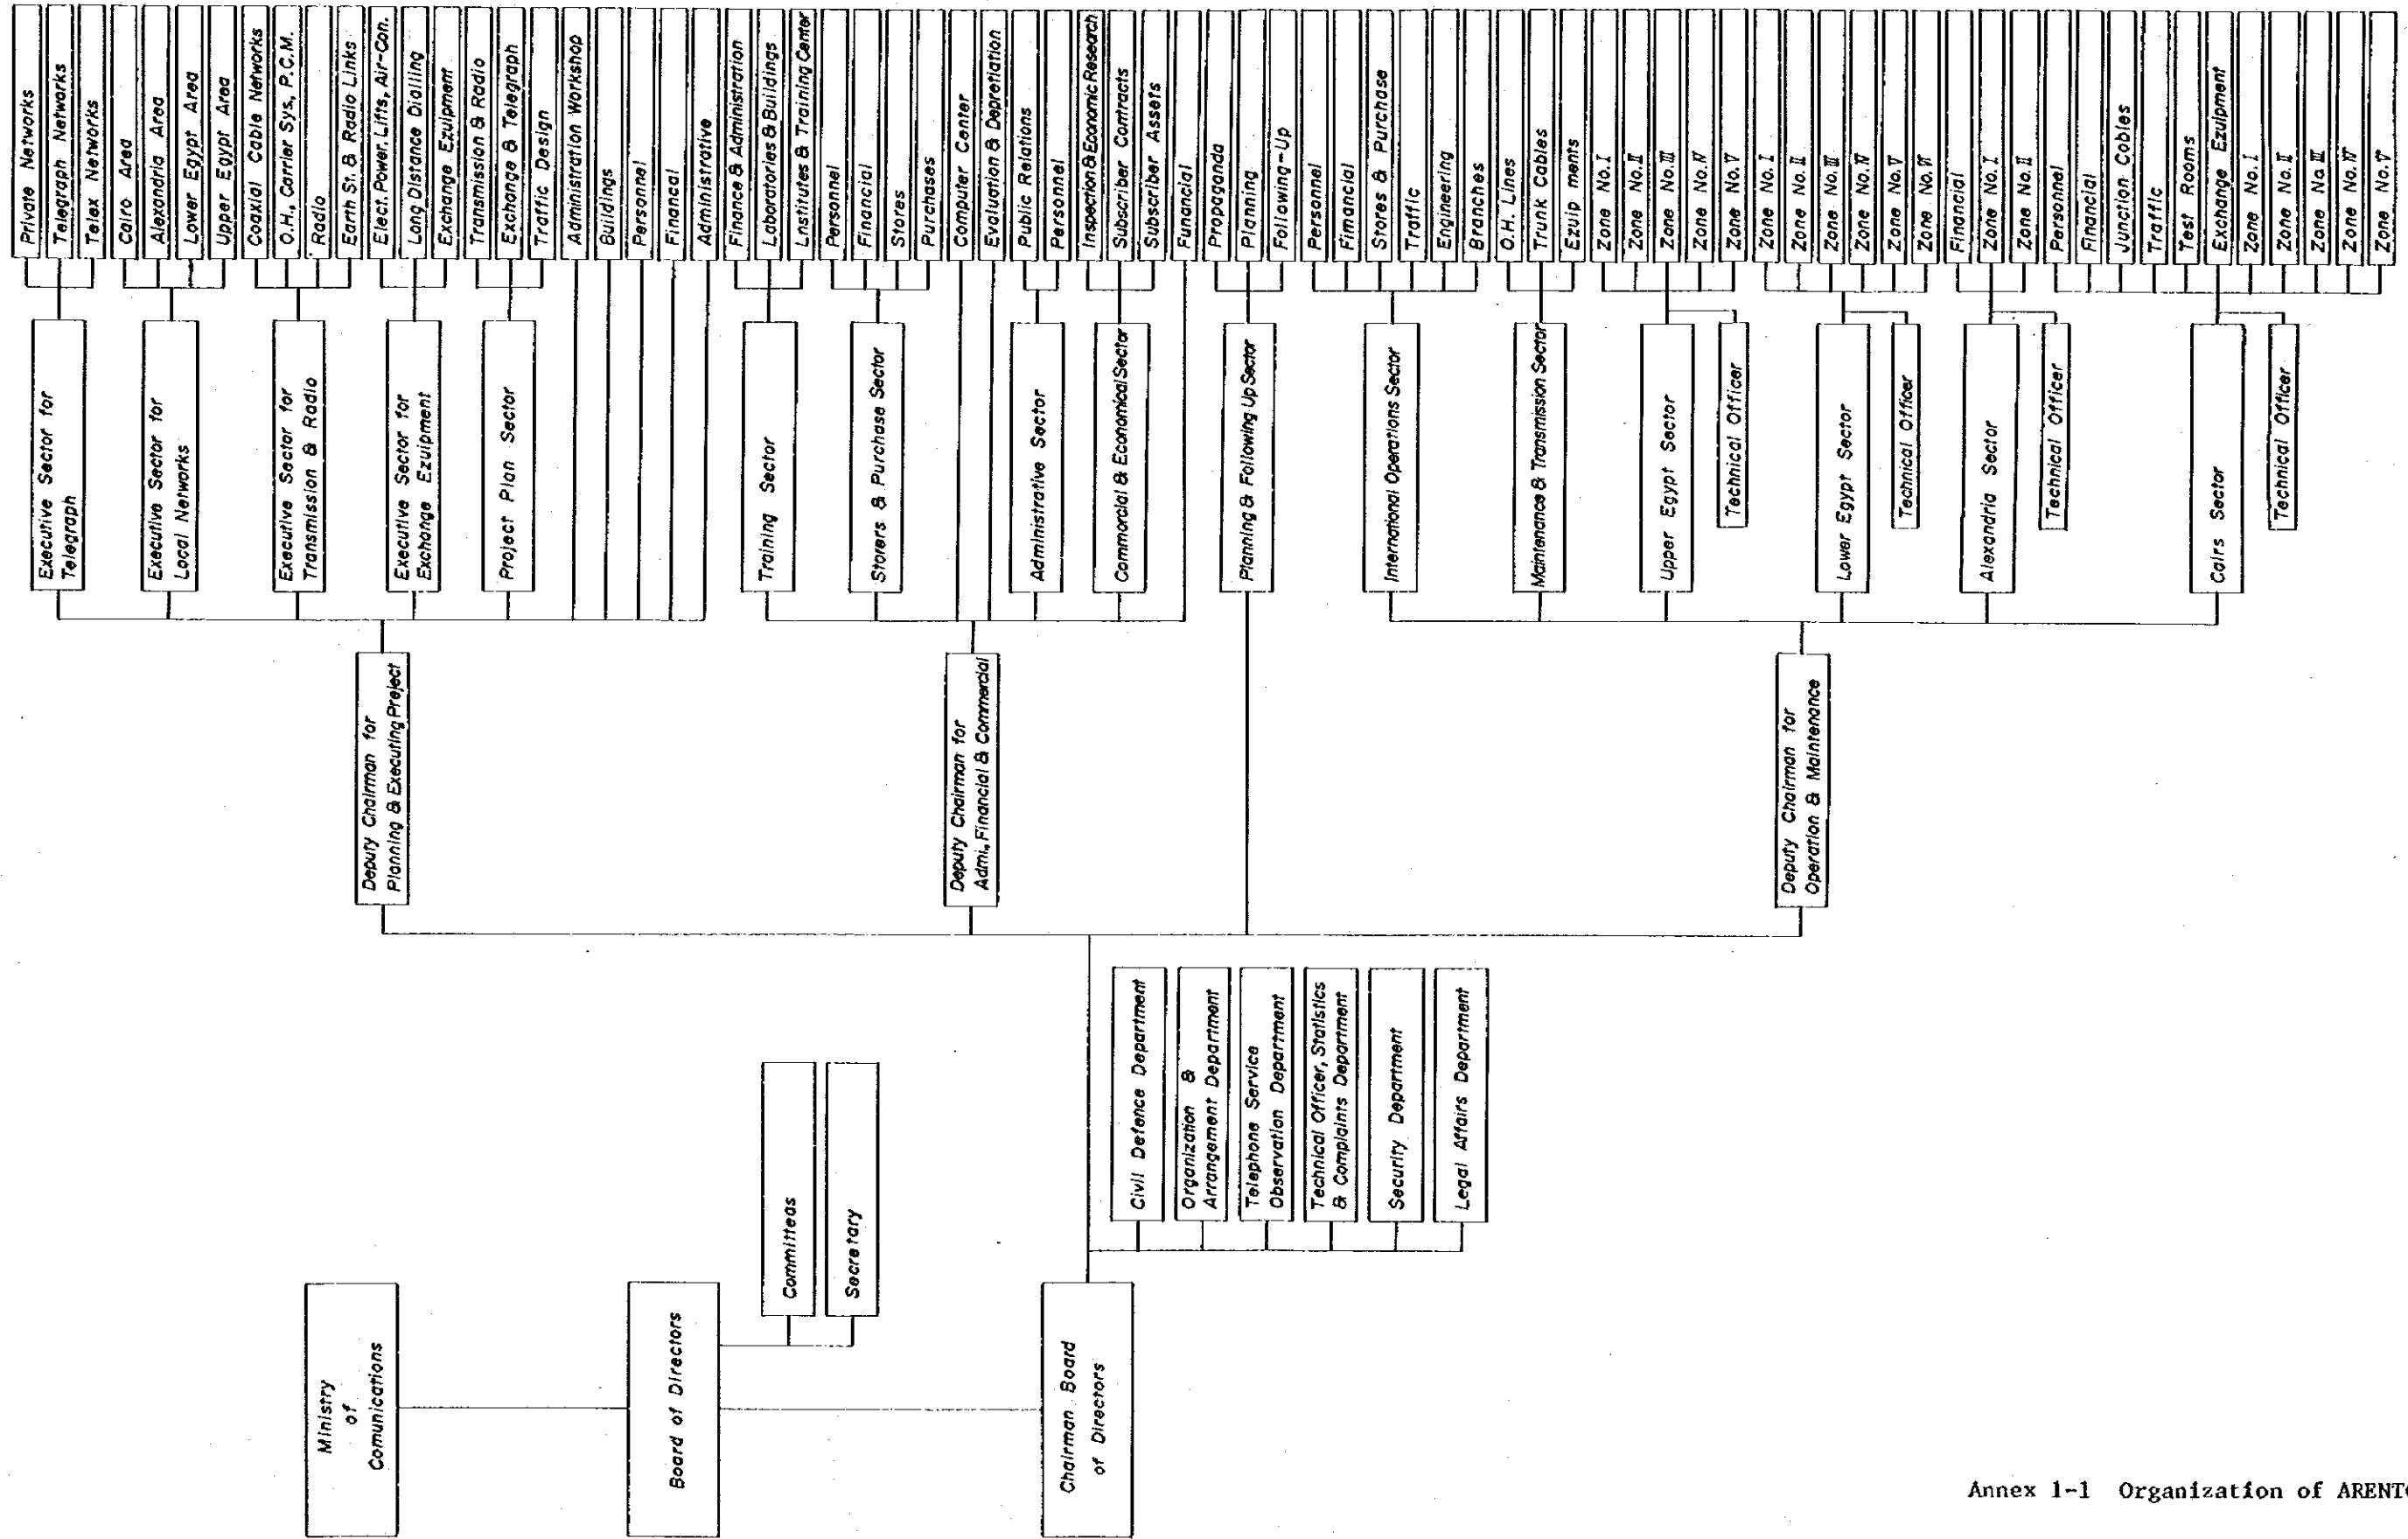 Ministry
of
Comunications
Board of Directors
Committeas
Secretary
Chairman Board
of Directors
Civil Defence Department
Organization &
Arrangement Department
Telephone Service
Observation Department
Technical Officer, Statistics
& Complaints Department
Security Department
Legal Affairs Department
Deputy Chairman for
Planning & Executing Preject
Executive Sector for
Telegraph
Private Networks
Telegraph Networks
Telex Networks
Executive Sector for
Local Networks
Cairo Area
Alexandria Area
Lower Egypt Area
Upper Egypt Area
Executive Sector for
Transmission & Radio
Coaxial Cable Networks
O.H., Carrier Sys, P.C.M.
Radio
Earth St. & Radio Links
Executive Sector for
Exchange Ezuipment
Elect. Power, Lifts, Air-Con.
Long Distance Dialling
Exchange Ezuipment
Project Plan Sector
Transmission & Radio
Exchange & Telegraph
Traffic Design
Administration Workshop
Buildings
Personnel
Financal
Administrative
Deputy Chairman for
Admi., Financial & Commercial
Training Sector
Finance & Administration
Laboratories & Buildings
Lnstitutes & Training Center
Storers & Purchase Sector
Personnel
Financial
Stores
Purchases
Computer Center
Evaluation & Depretiation
Administrative Sector
Public Relations
Personnel
Commorcial & Economical Sector
Inspection & Economic Research
Subscriber Contracts
Subscriber Assets
Funancial
Planning & Following Up Sector
Propaganda
Planning
Following-Up
Deputy Chairman for
Operation & Maintenance
International Operations Sector
Personnel
Fimancial
Stores & Purchase
Traffic
Engineering
Branches
Maintenance & Transmission Sector
O.H. Lines
Trunk Cables
Ezuip ments
Upper Egypt Sector
Technical Officer
Zone No. I
Zone No. II
Zone No. III
Zone No. IV
Zone No. V
Lower Egypt Sector
Technical Officer
Zone No. I
Zone No. II
Zone No. III
Zone No. IV
Zone No. V
Zone No. VI
Alexandria Sector
Technical Officer
Financial
Zone No. I
Zone No. II
Cairs Sector
Technical Officer
Personnel
Financial
Junction Cobles
Traffic
Test Rooms
Exchange Ezuipment
Zone No. I
Zone No. II
Zone No. III
Zone No. IV
Zone No. V
Annex 1-1 Organization of ARENT